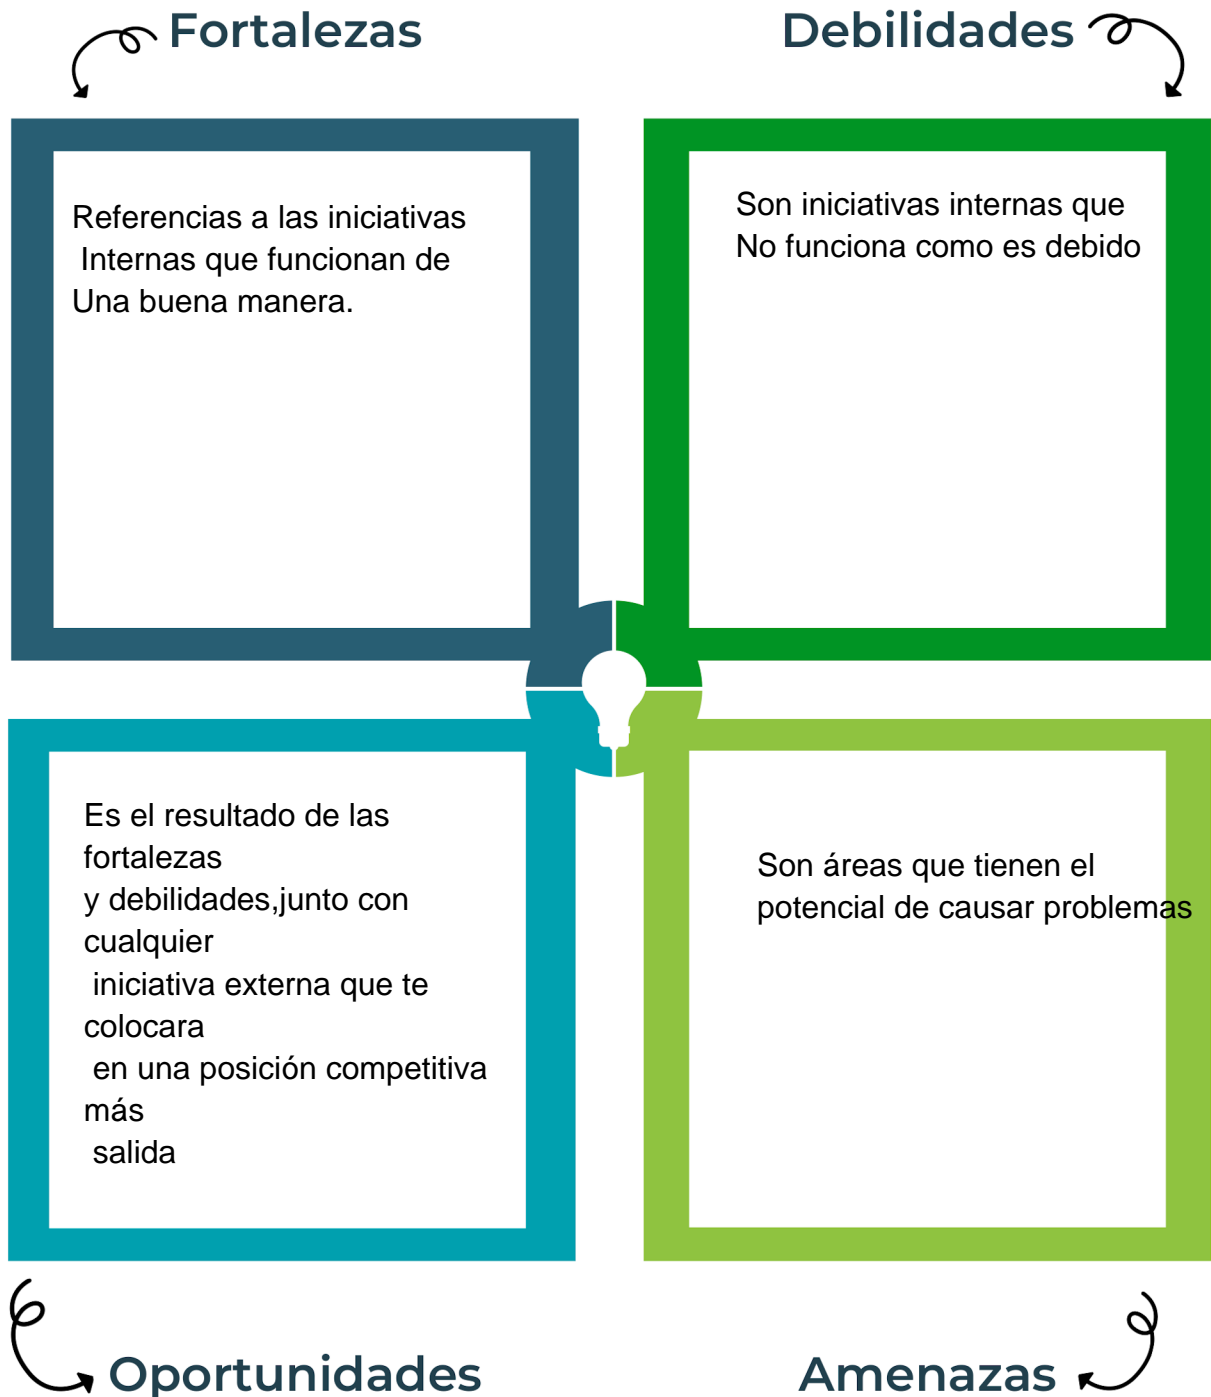 Fortalezas
Referencias a las iniciativas
Internas que funcionan de
Una buena manera.
Debilidades
Son iniciativas internas que
No funciona como es debido
Es el resultado de las
fortalezas
y debilidades,junto con
cualquier
iniciativa externa que te
colocara
en una posición competitiva
más
salida
Oportunidades
Son áreas que tienen el
potencial de causar problemas
Amenazas